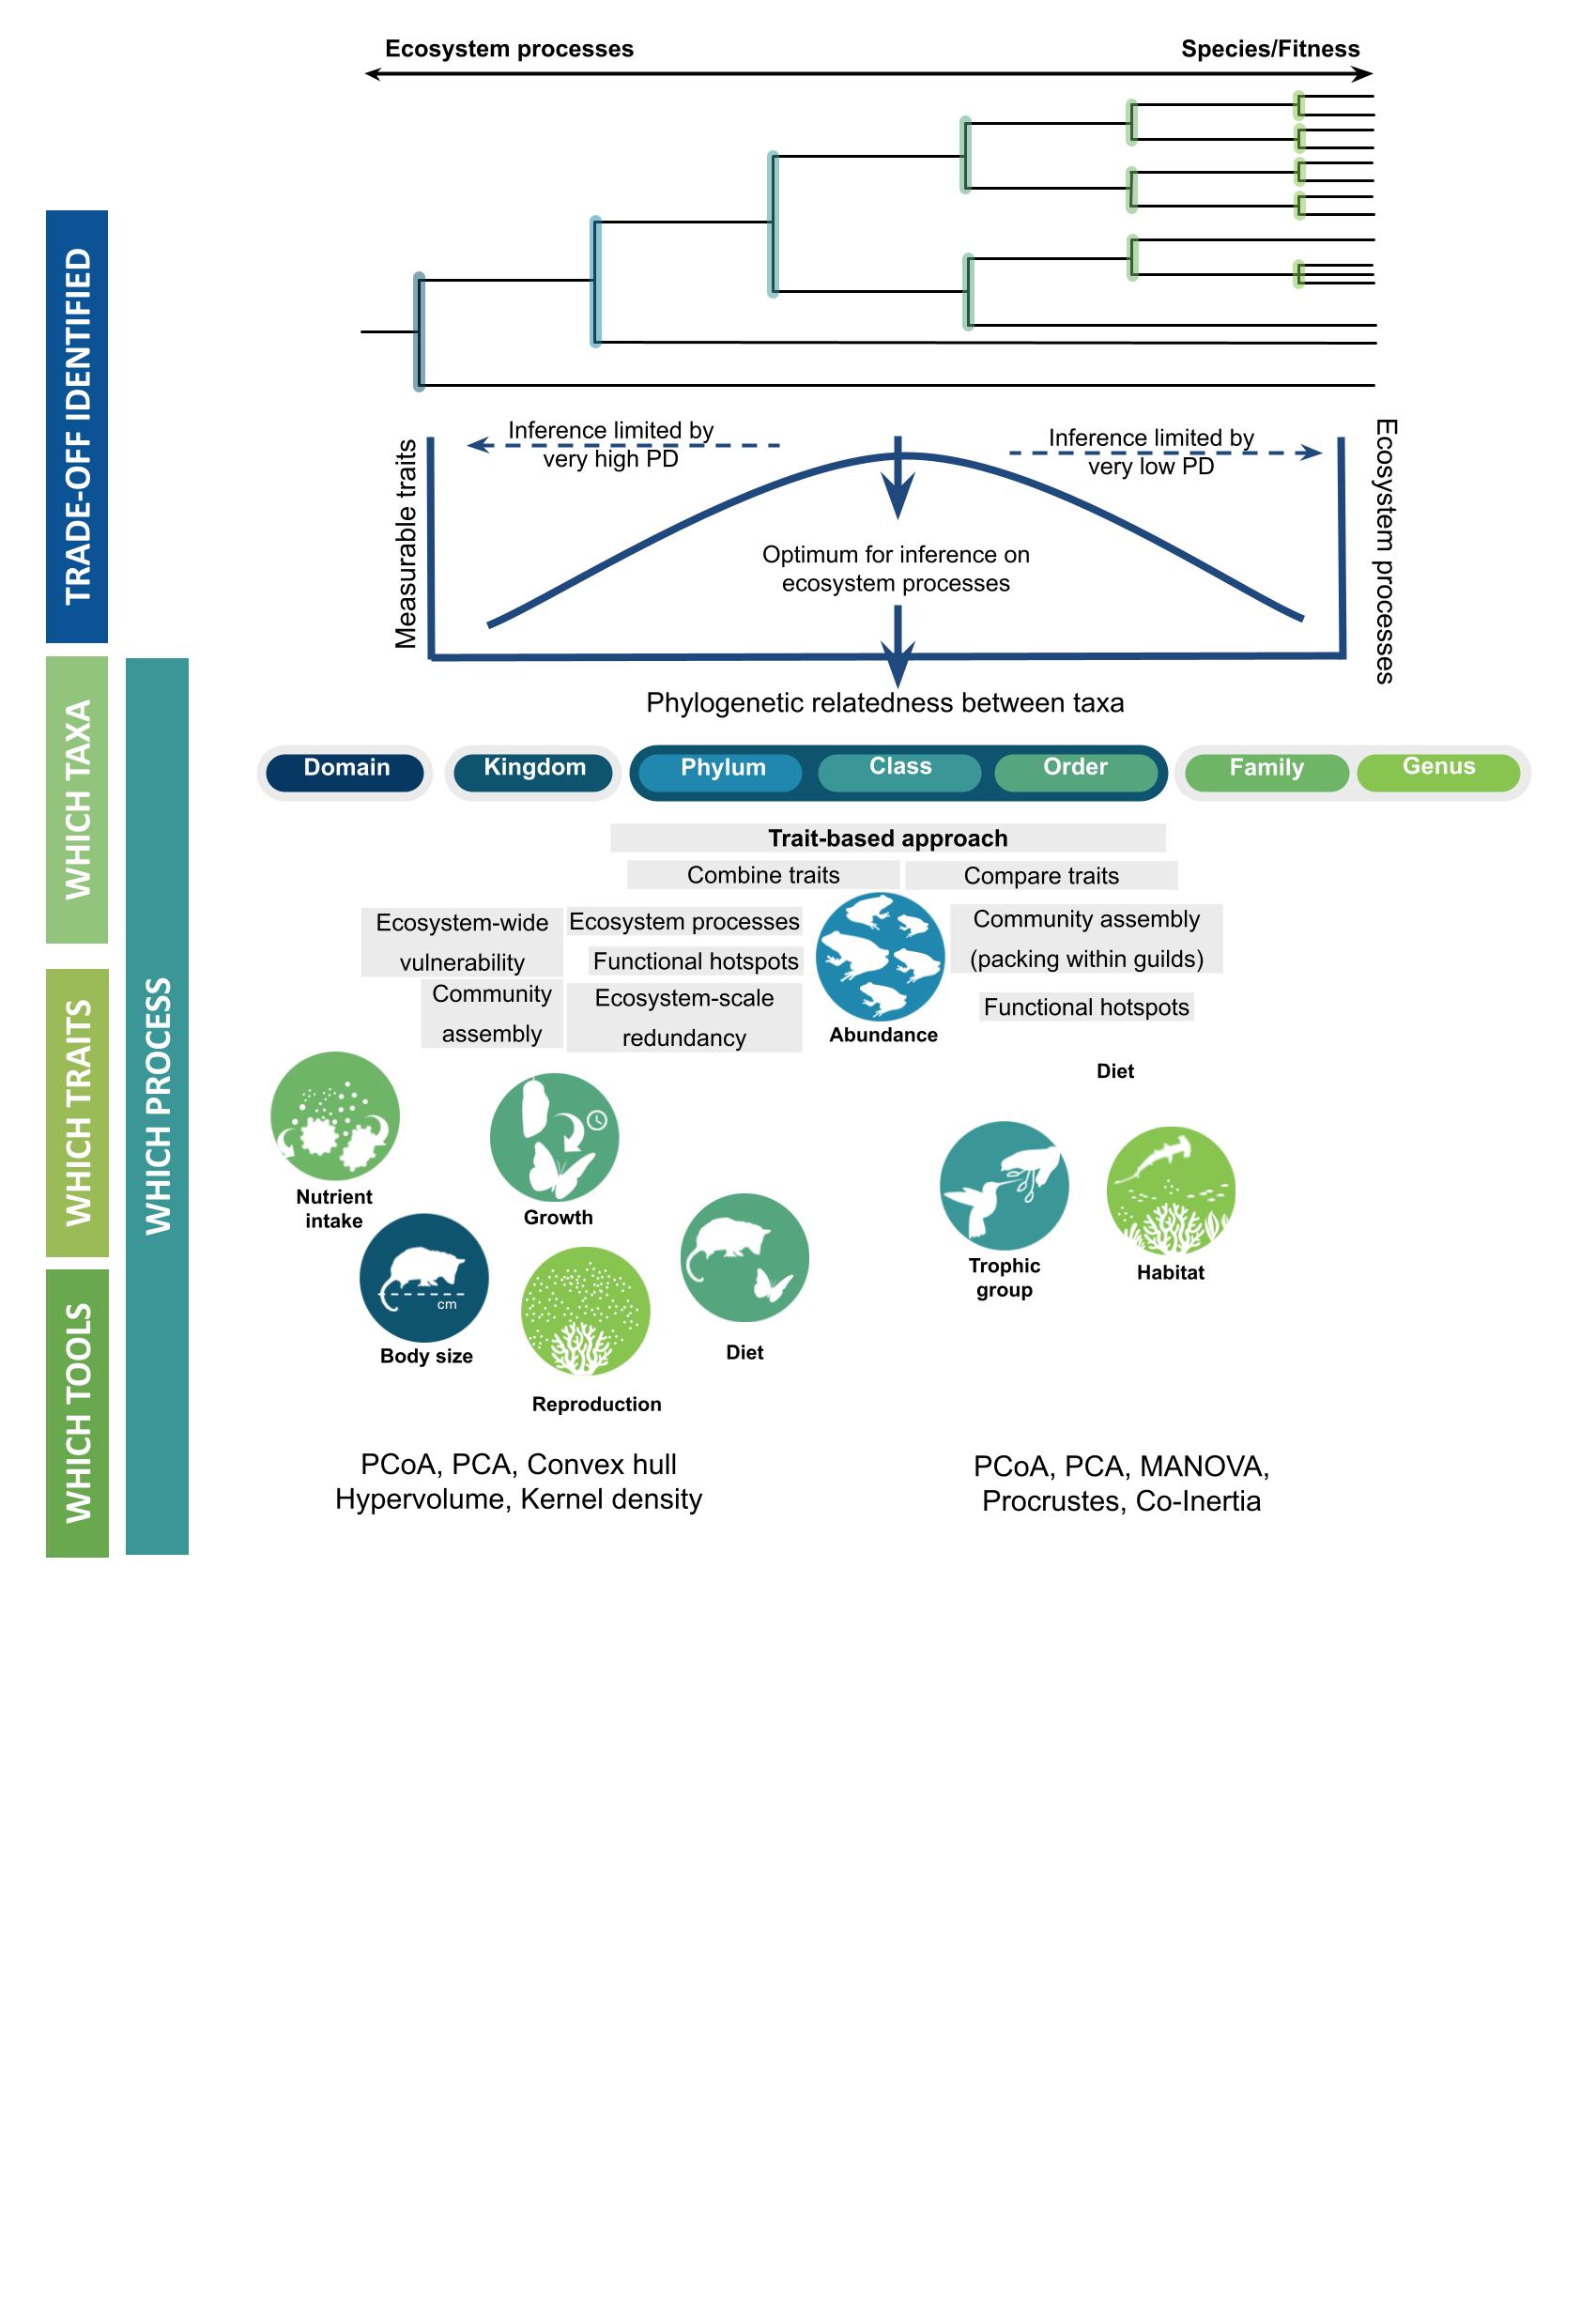 Ecosystem processes
Species/Fitness
TRADE-OFF IDENTIFIED
Measurable traits
Inference limited by
very high PD
Inference limited by
very low PD
Optimum for inference on
ecosystem processes
Ecosystem processes
Phylogenetic relatedness between taxa
WHICH TAXA
WHICH PROCESS
Domain
Kingdom
Phylum
Class
Order
Family
Genus
Trait-based approach
Combine traits
Compare traits
Ecosystem-wide
vulnerability
Community
assembly
Ecosystem processes
Functional hotspots
Ecosystem-scale
redundancy
Abundance
Community assembly
(packing within guilds)
Functional hotspots
WHICH TRAITS
Diet
Nutrient
intake
Growth
cm
Body size
Reproduction
Diet
Trophic
group
Habitat
WHICH TOOLS
PCoA, PCA, Convex hull
Hypervolume, Kernel density
PCoA, PCA, MANOVA,
Procrustes, Co-Inertia